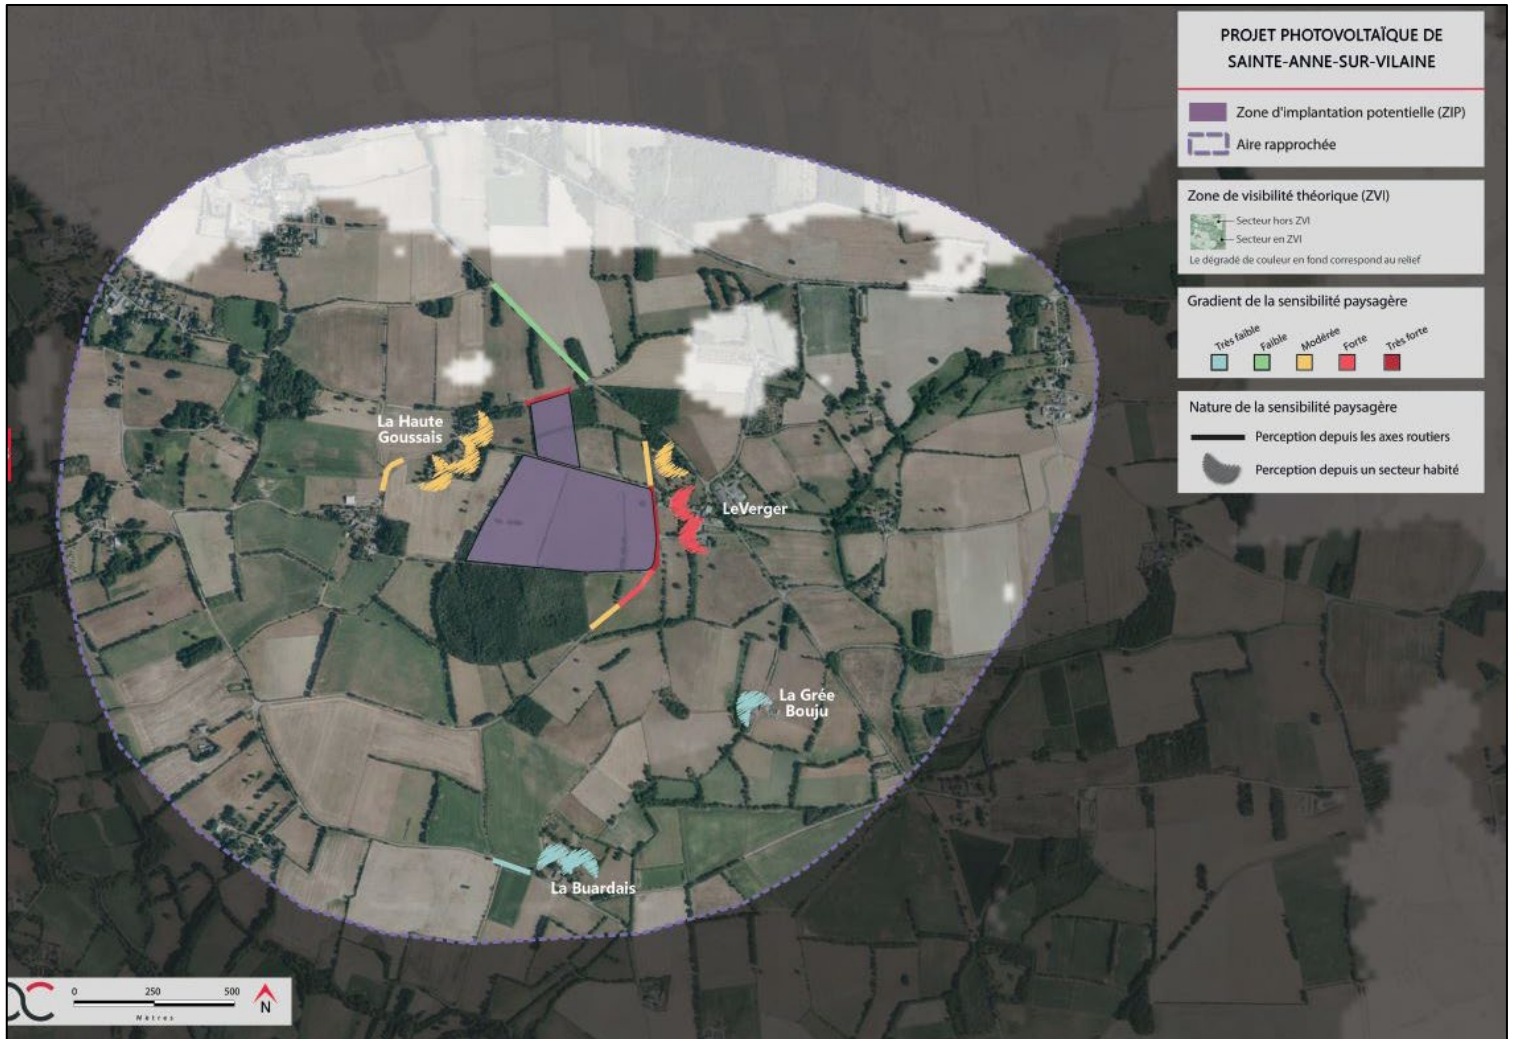 PROJET PHOTOVOLTAÏQUE DE
SAINTE-ANNE-SUR-VILAINE
Zone d'implantation potentielle (ZIP)
Aire rapprochée
Zone de visibilité théorique (ZVI)
Secteur hors ZVI
Secteur en ZVI
Le dégradé de couleur en fond correspond au relief
Gradient de la sensibilité paysagère
Très faible
Faible
Modérée
Forte
Très forte
Nature de la sensibilité paysagère
Perception depuis les axes routiers
Perception depuis un secteur habité
La Haute
Goussais
LeVerger
La Grée
Bouju
La Buardais
0 250 500
Mètres
N